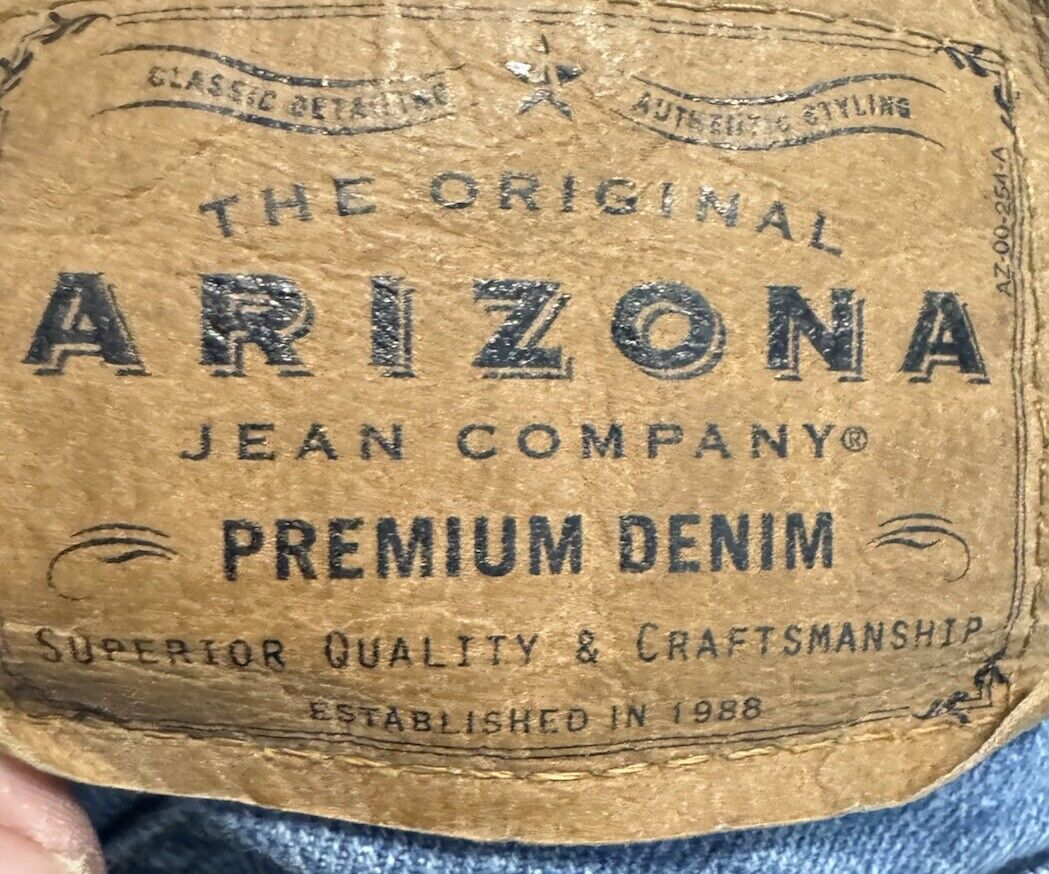 CLASSIC DETAILING
AUTHENTIC STYLING
THE ORIGINAL
ARIZONA
JEAN COMPANY®
PREMIUM DENIM
SUPERIOR QUALITY & CRAFTSMANSHIP
ESTABLISHED IN 1988
AZ-00-254-A